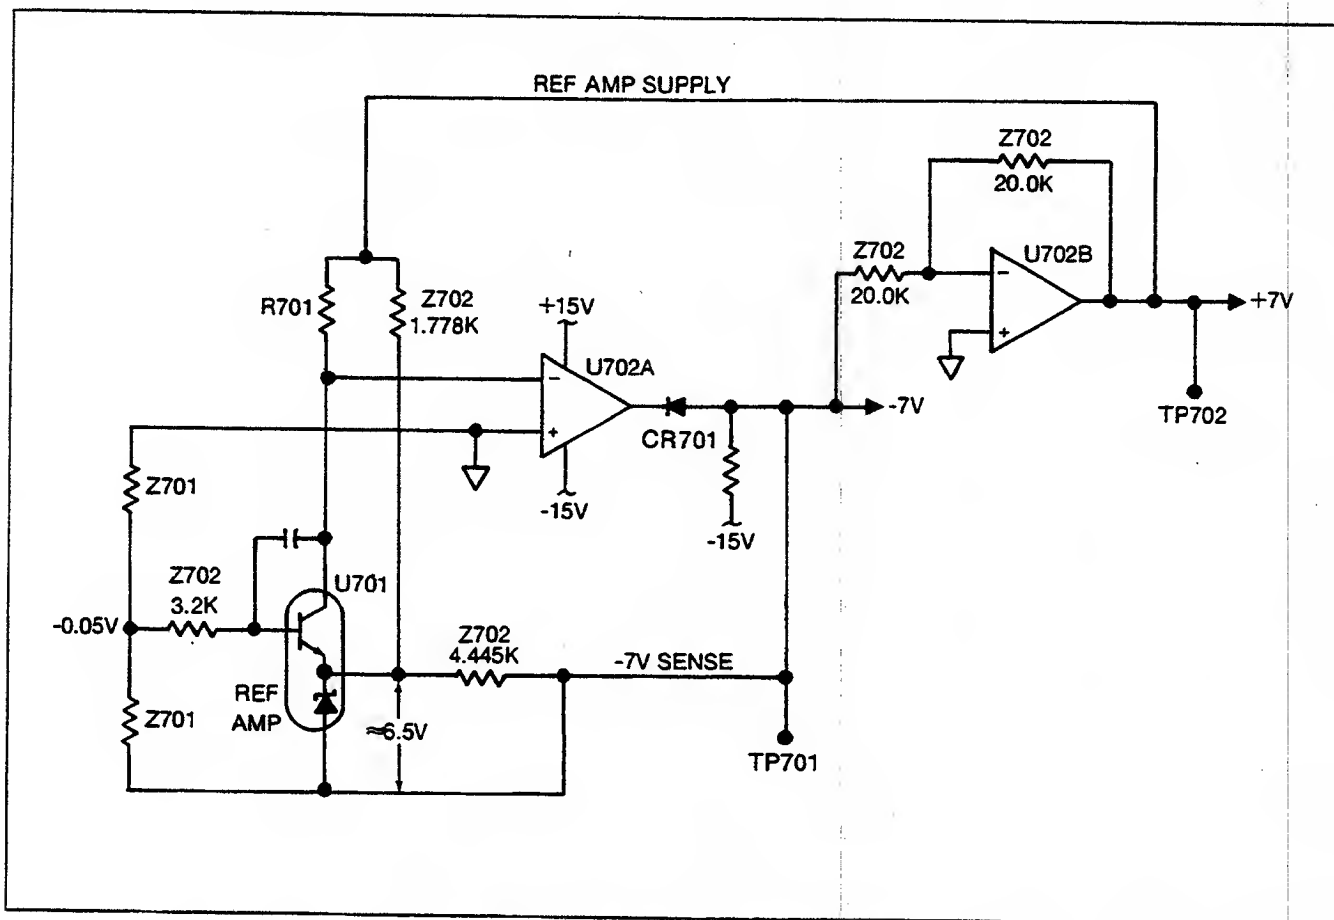 REF AMP SUPPLY
Z702
20.0K
Z702
20.0K
U702B
−
+
+7V
TP702
R701
Z702
1.778K
+15V
U702A
−
+
-15V
CR701
-7V
-15V
Z701
Z702
3.2K
U701
-0.05V
Z702
4.445K
-7V SENSE
REF
AMP
≈6.5V
Z701
TP701